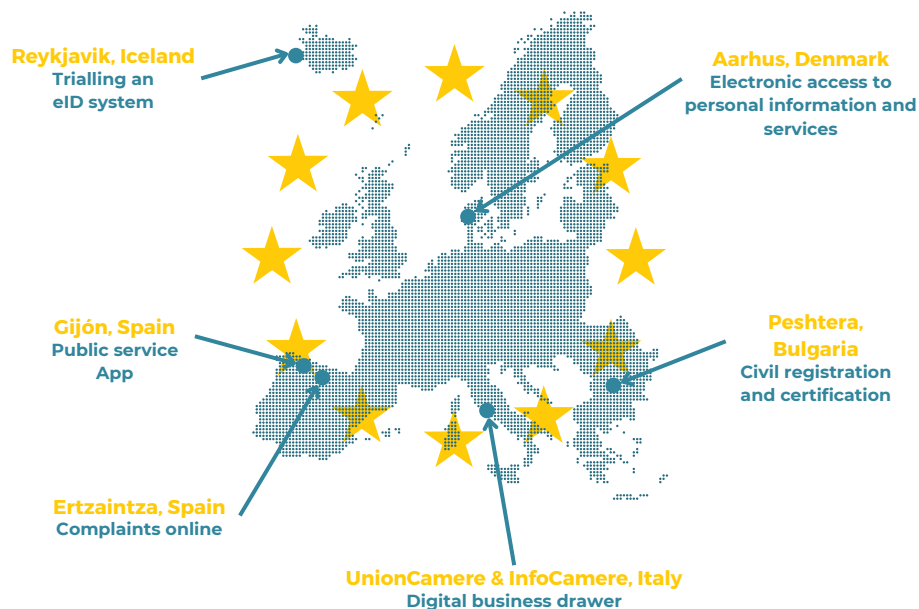 Reykjavik, Iceland
Trialling an
eID system
Aarhus, Denmark
Electronic access to
personal information and
services
Gijón, Spain
Public service
App
Peshtera,
Bulgaria
Civil registration
and certification
Ertzaintza, Spain
Complaints online
UnionCamere & InfoCamere, Italy
Digital business drawer